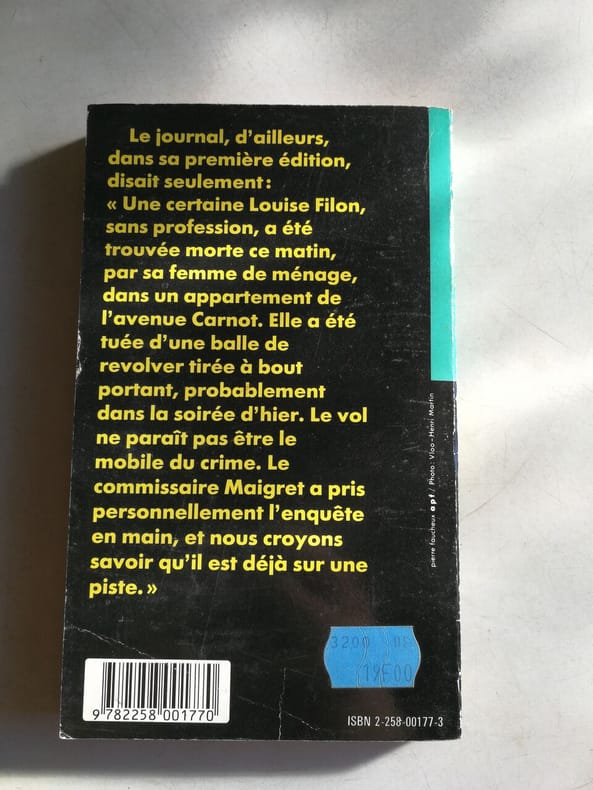 Le journal, d'ailleurs,
dans sa première édition,
disait seulement :
« Une certaine Louise Filon,
sans profession, a été
trouvée morte ce matin,
par sa femme de ménage,
dans un appartement de
l'avenue Carnot. Elle a été
tuée d'une balle de
revolver tirée à bout
portant, probablement
dans la soirée d'hier. Le vol
ne paraît pas être le
mobile du crime. Le
commissaire Maigret a pris
personnellement l'enquête
en main, et nous croyons
savoir qu'il est déjà sur une
piste. »
pierre faucheux apf / Photo : Vloo - Henri Martin
3200
19F00
9 782258 001770
ISBN 2-258-00177-3